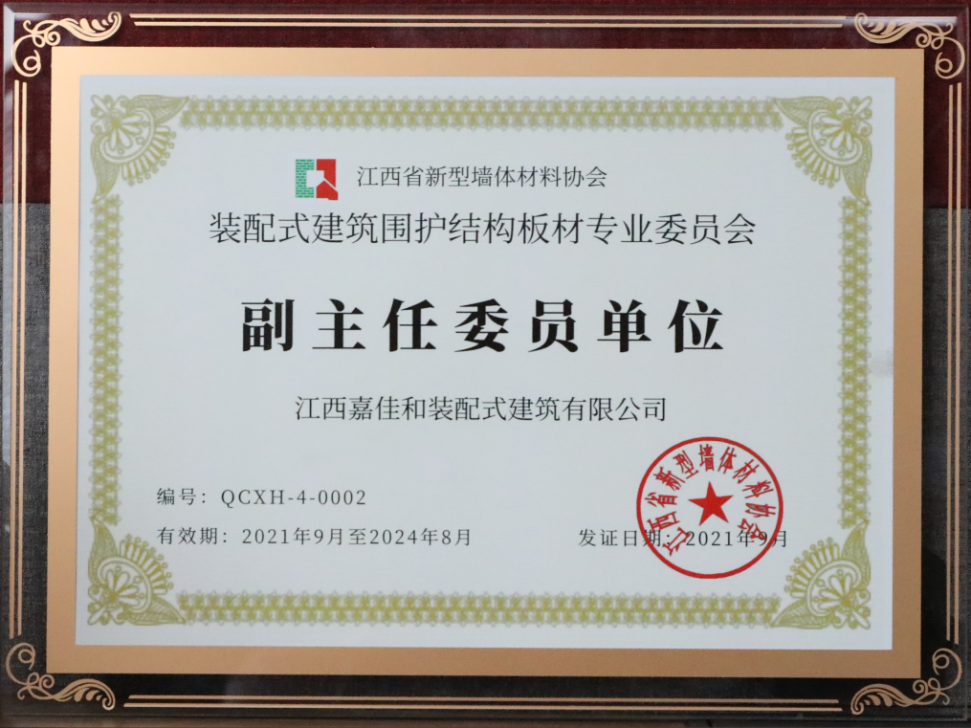 江西省新型墙体材料协会
装配式建筑围护结构板材专业委员会
副主任委员单位
江西嘉佳和装配式建筑有限公司
编号：QCXH-4-0002
有效期：2021年9月至2024年8月
发证日期：2021年9月
江西省新型墙体材料协会